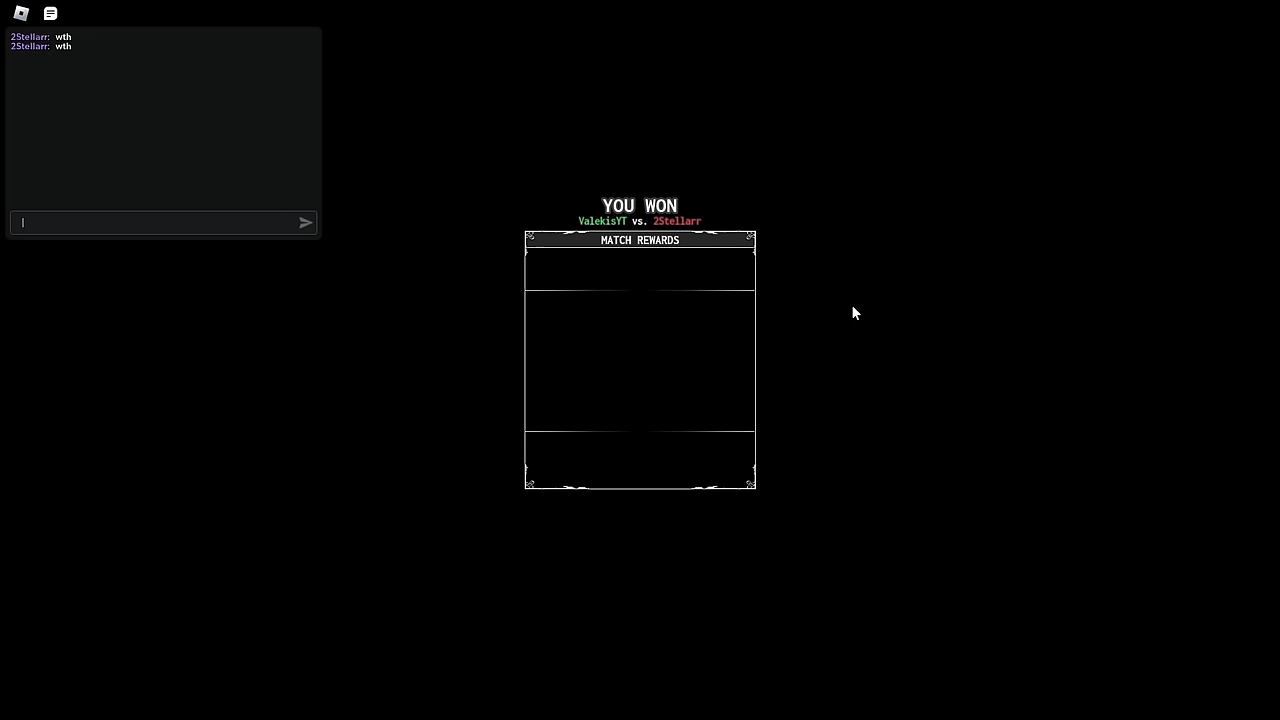 2Stellarr: wth
2Stellarr: wth
YOU WON
ValekisYT vs. 2Stellarr
MATCH REWARDS